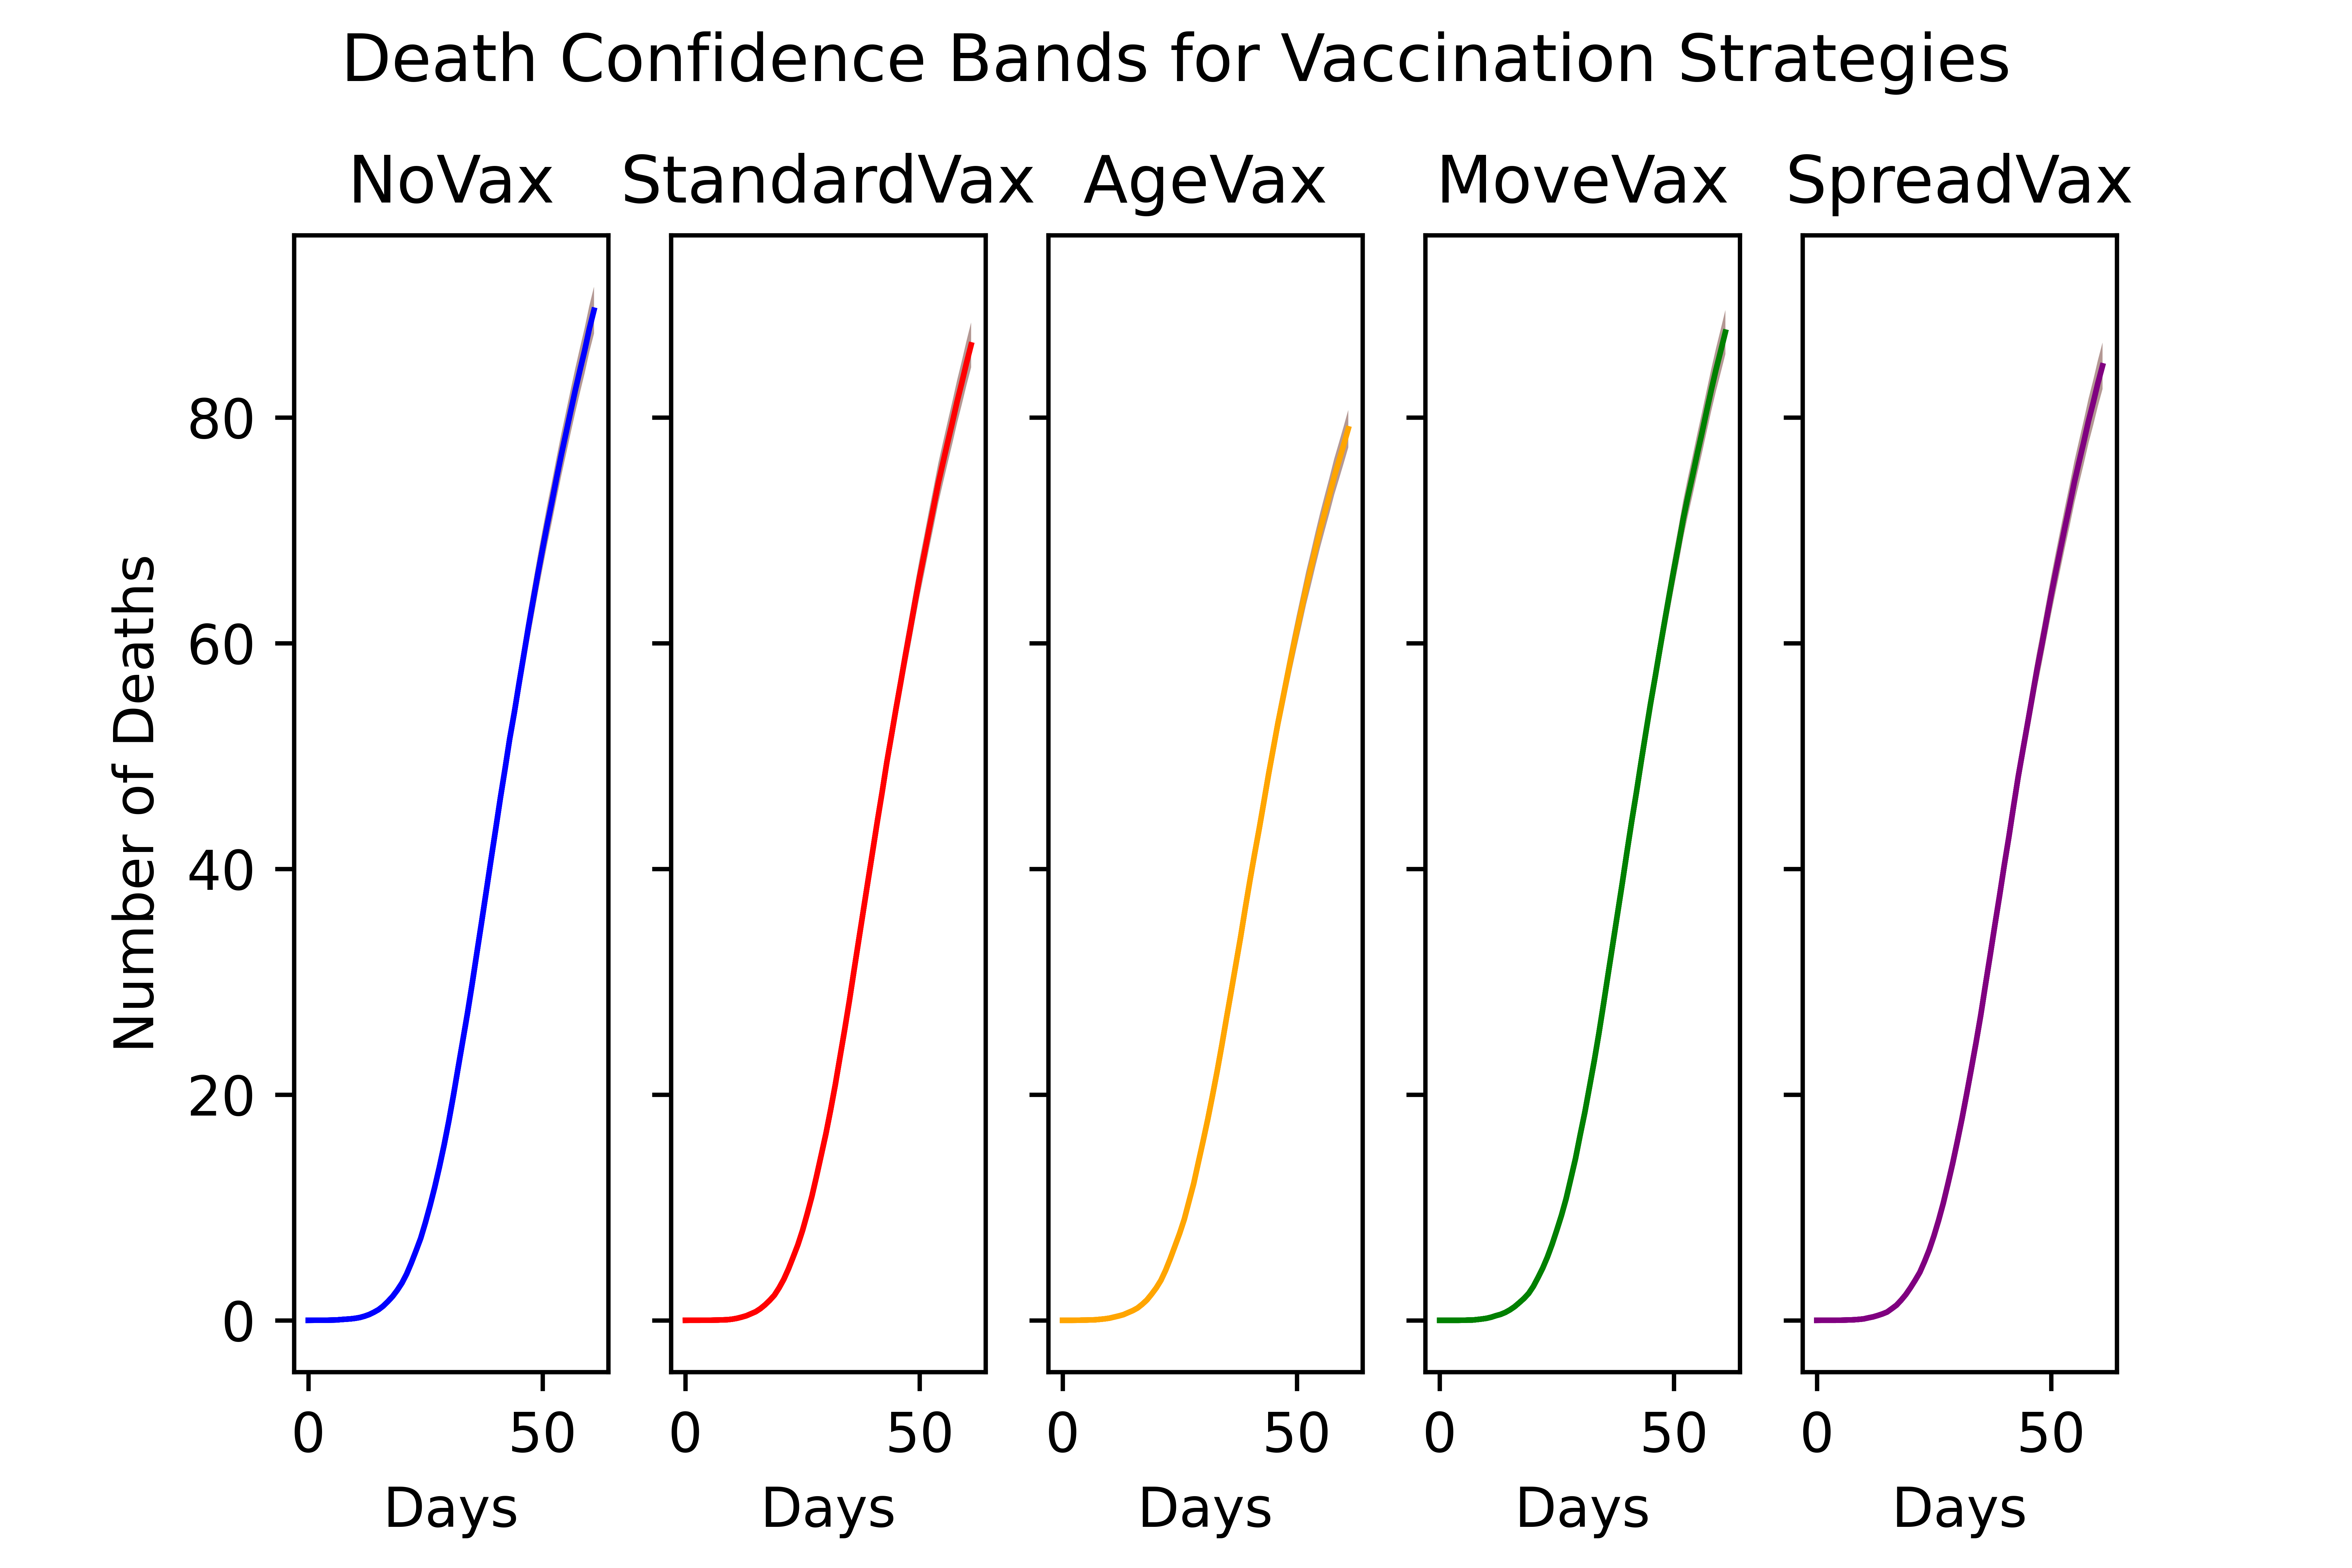 Death Confidence Bands for Vaccination Strategies
NoVax StandardVax AgeVax MoveVax SpreadVax
Number of Deaths
80
60
40
20
0
0 50 0 50 0 50 0 50 0 50
Days Days Days Days Days